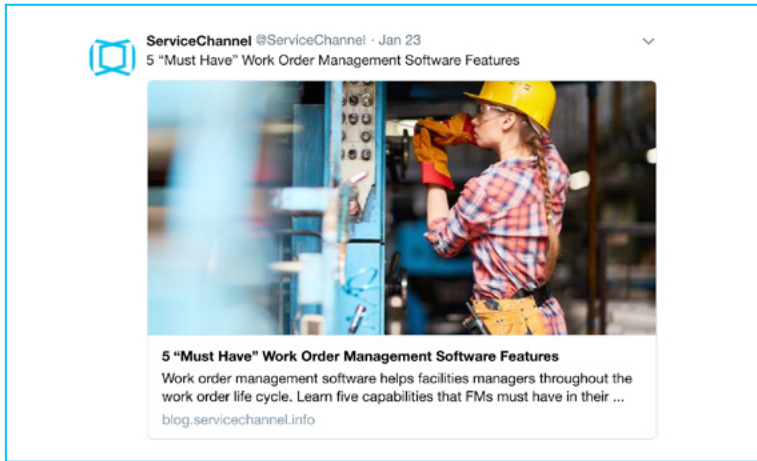 ServiceChannel @ServiceChannel · Jan 23
5 “Must Have” Work Order Management Software Features
5 “Must Have” Work Order Management Software Features
Work order management software helps facilities managers throughout the
work order life cycle. Learn five capabilities that FMs must have in their ...
blog.servicechannel.info